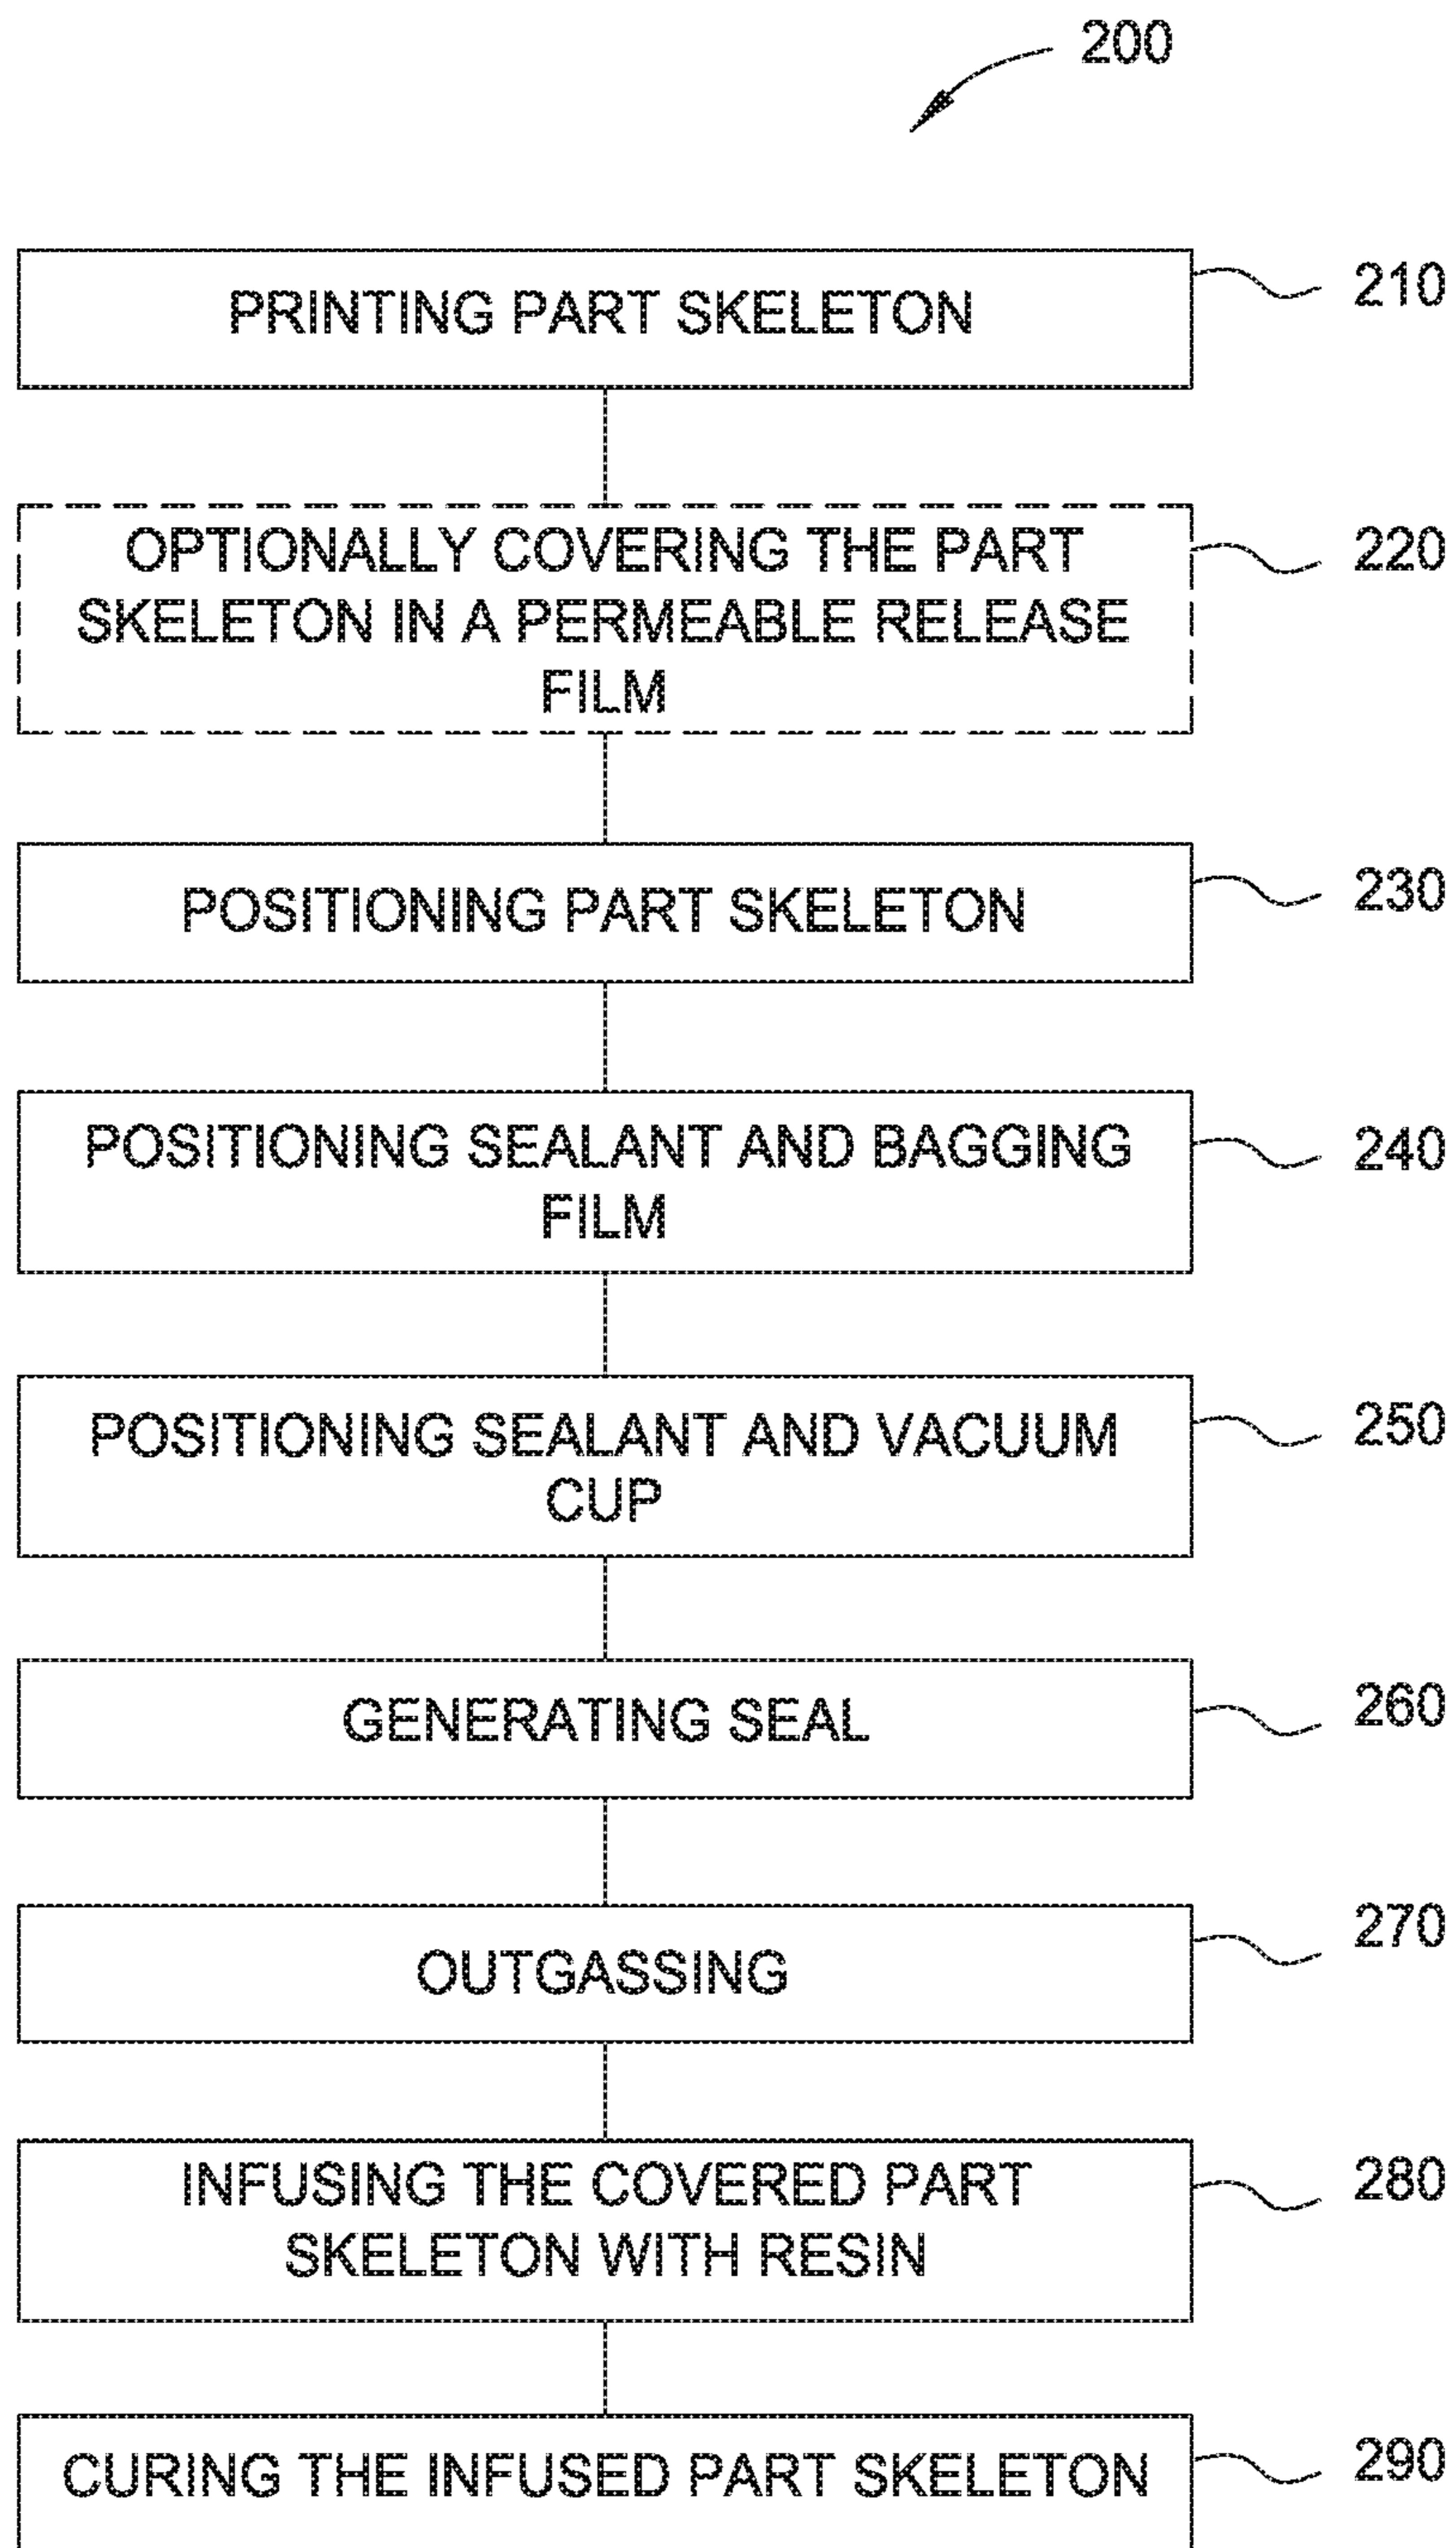 200
PRINTING PART SKELETON
210
OPTIONALLY COVERING THE PART
SKELETON IN A PERMEABLE RELEASE
FILM
220
POSITIONING PART SKELETON
230
POSITIONING SEALANT AND BAGGING
FILM
240
POSITIONING SEALANT AND VACUUM
CUP
250
GENERATING SEAL
260
OUTGASSING
270
INFUSING THE COVERED PART
SKELETON WITH RESIN
280
CURING THE INFUSED PART SKELETON
290